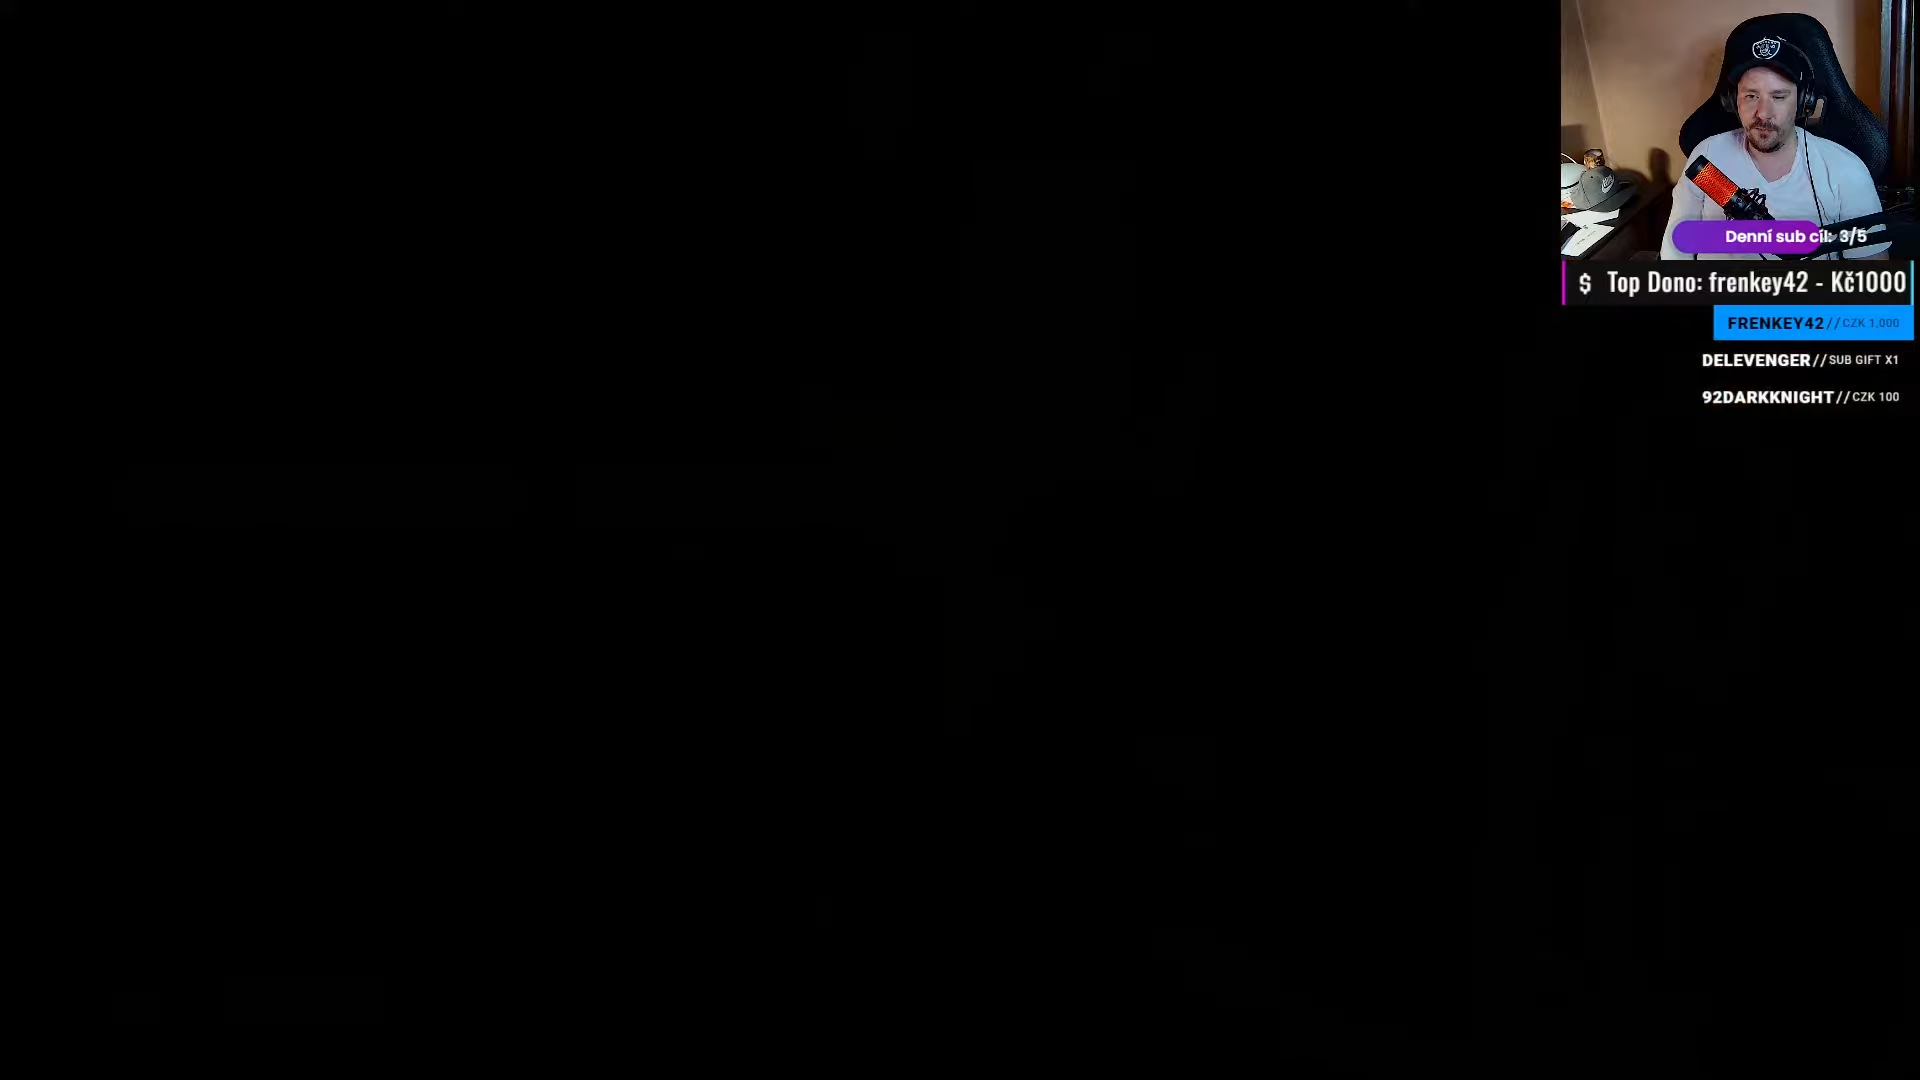 Denní sub cíl: 3/5
$ Top Dono: frenkey42 - Kč1000
FRENKEY42//CZK 1,000
DELEVENGER//SUB GIFT X1
92DARKKNIGHT//CZK 100